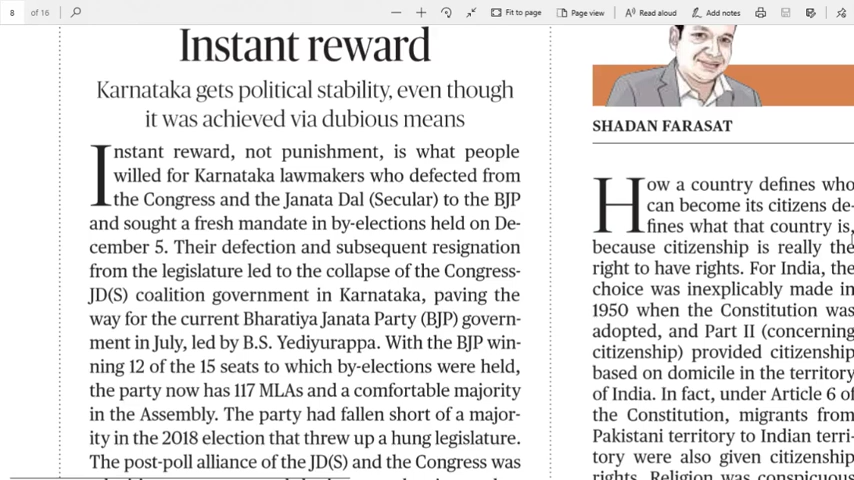 8 of 16 Fit to page Page view Read aloud Add notes
Instant reward
Karnataka gets political stability, even though
it was achieved via dubious means
Instant reward, not punishment, is what people
willed for Karnataka lawmakers who defected from
the Congress and the Janata Dal (Secular) to the BJP
and sought a fresh mandate in by-elections held on De-
cember 5. Their defection and subsequent resignation
from the legislature led to the collapse of the Congress-
JD(S) coalition government in Karnataka, paving the
way for the current Bharatiya Janata Party (BJP) govern-
ment in July, led by B.S. Yediyurappa. With the BJP win-
ning 12 of the 15 seats to which by-elections were held,
the party now has 117 MLAs and a comfortable majority
in the Assembly. The party had fallen short of a major-
ity in the 2018 election that threw up a hung legislature.
The post-poll alliance of the JD(S) and the Congress was
SHADAN FARASAT
How a country defines who
can become its citizens de-
fines what that country is,
because citizenship is really the
right to have rights. For India, the
choice was inexplicably made in
1950 when the Constitution was
adopted, and Part II (concerning
citizenship) provided citizenship
based on domicile in the territory
of India. In fact, under Article 6 of
the Constitution, migrants from
Pakistani territory to Indian terri-
tory were also given citizenship
rights. Religion was conspicuous